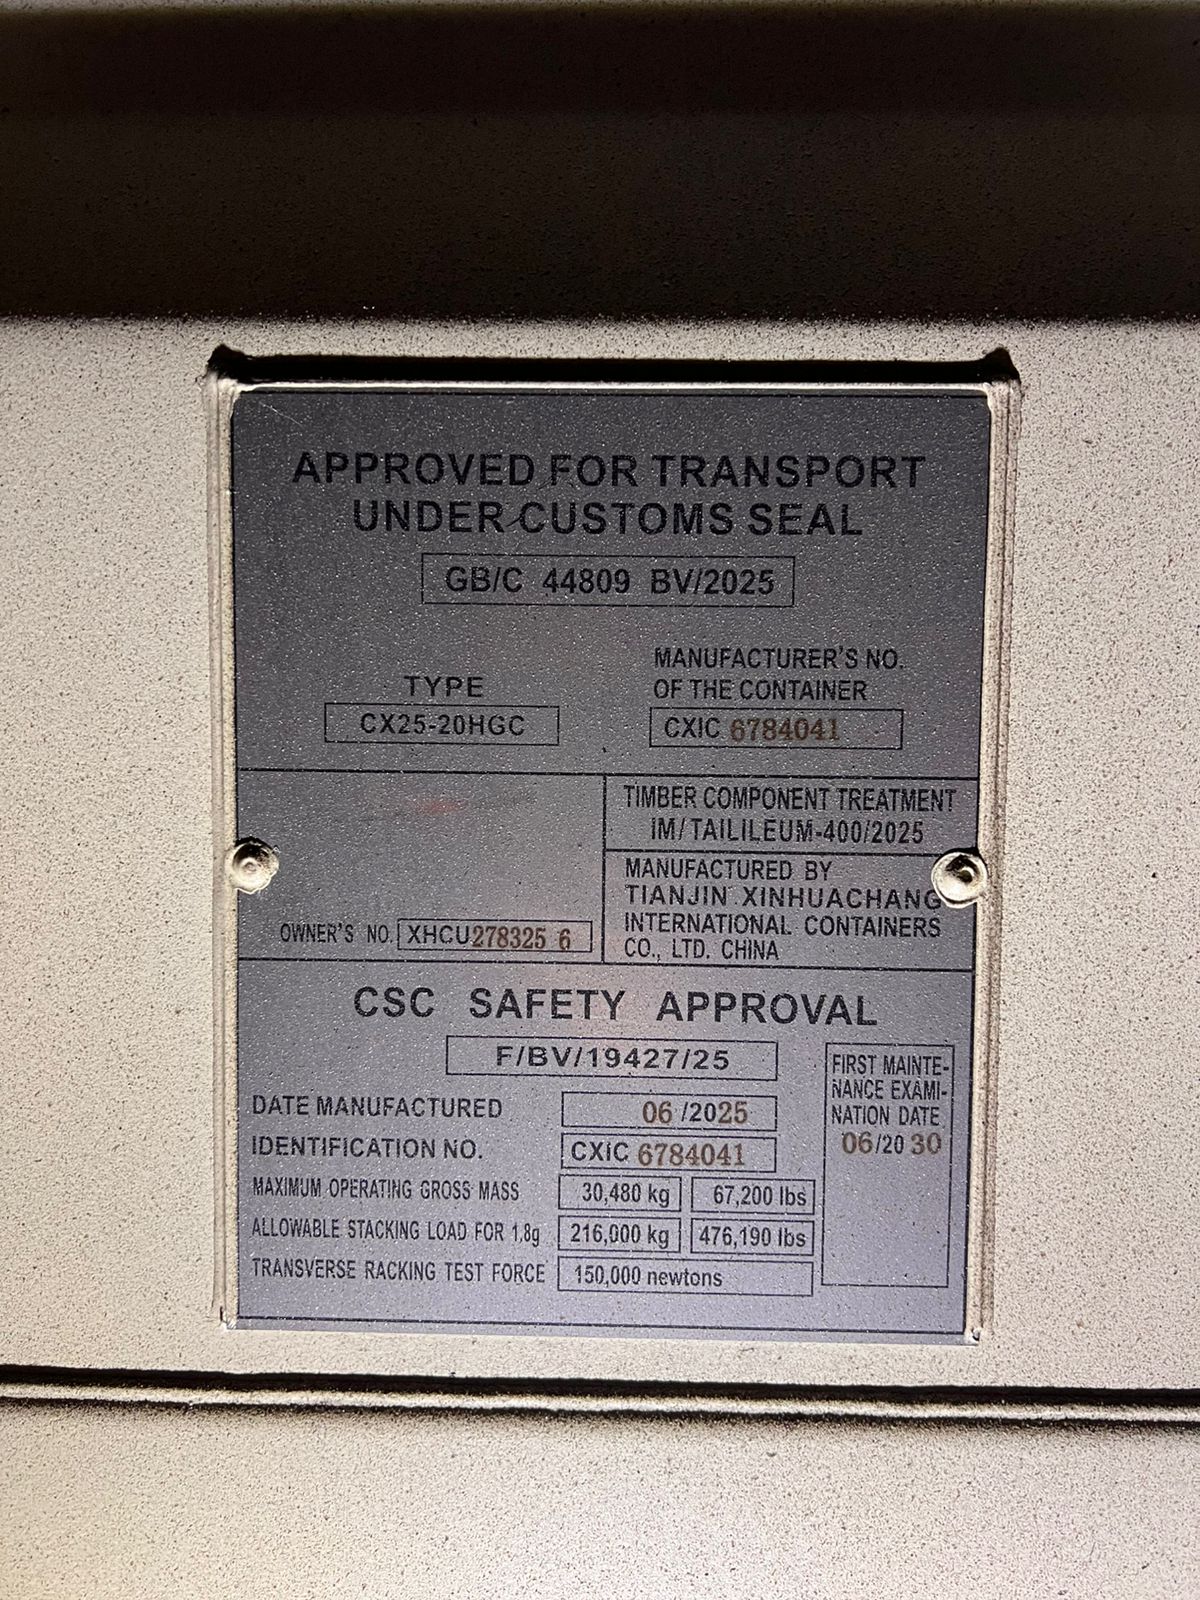 APPROVED FOR TRANSPORT
UNDER CUSTOMS SEAL
GB/C 44809 BV/2025
TYPE
CX25-20HGC
MANUFACTURER'S NO.
OF THE CONTAINER
CXIC 6784041
TIMBER COMPONENT TREATMENT
IM/TAILILEUM-400/2025
MANUFACTURED BY
TIANJIN XINHUACHANG
INTERNATIONAL CONTAINERS
CO., LTD. CHINA
OWNER'S NO. XHCU278325 6
CSC SAFETY APPROVAL
F/BV/19427/25
DATE MANUFACTURED 06/2025
IDENTIFICATION NO. CXIC 6784041
MAXIMUM OPERATING GROSS MASS 30,480 kg 67,200 lbs
ALLOWABLE STACKING LOAD FOR 1,8g 216,000 kg 476,190 lbs
TRANSVERSE RACKING TEST FORCE 150,000 newtons
FIRST MAINTE-
NANCE EXAMI-
NATION DATE
06/20 30